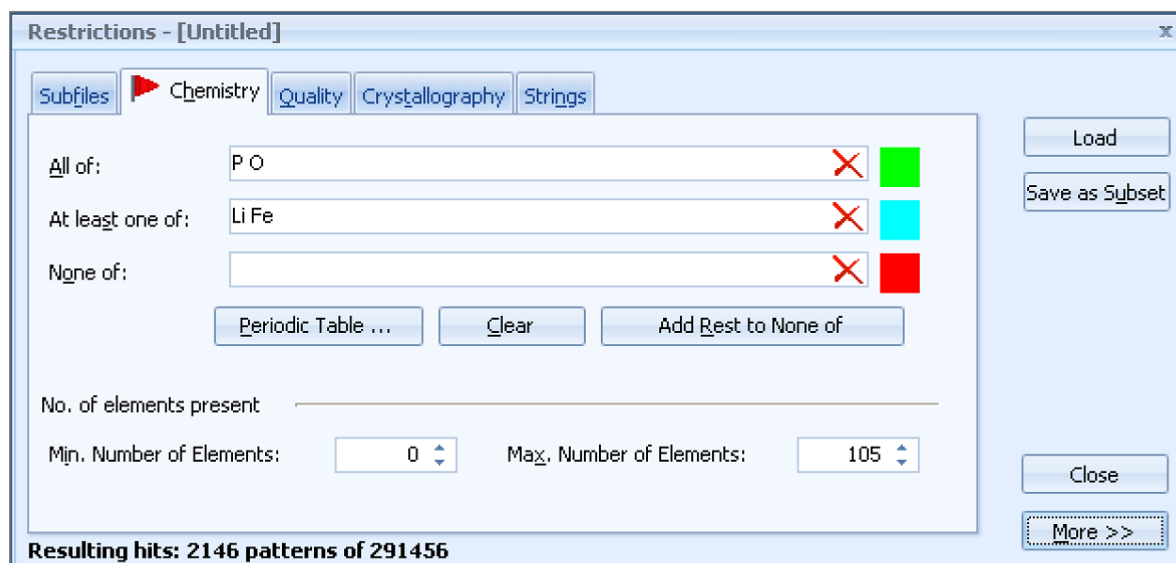 Restrictions - [Untitled] x
Subfiles Chemistry Quality Crystallography Strings
Load
All of: P O
Save as Subset
At least one of: Li Fe
None of:
Periodic Table ... Clear Add Rest to None of
No. of elements present
Min. Number of Elements: 0 Max. Number of Elements: 105
Close
More >>
Resulting hits: 2146 patterns of 291456